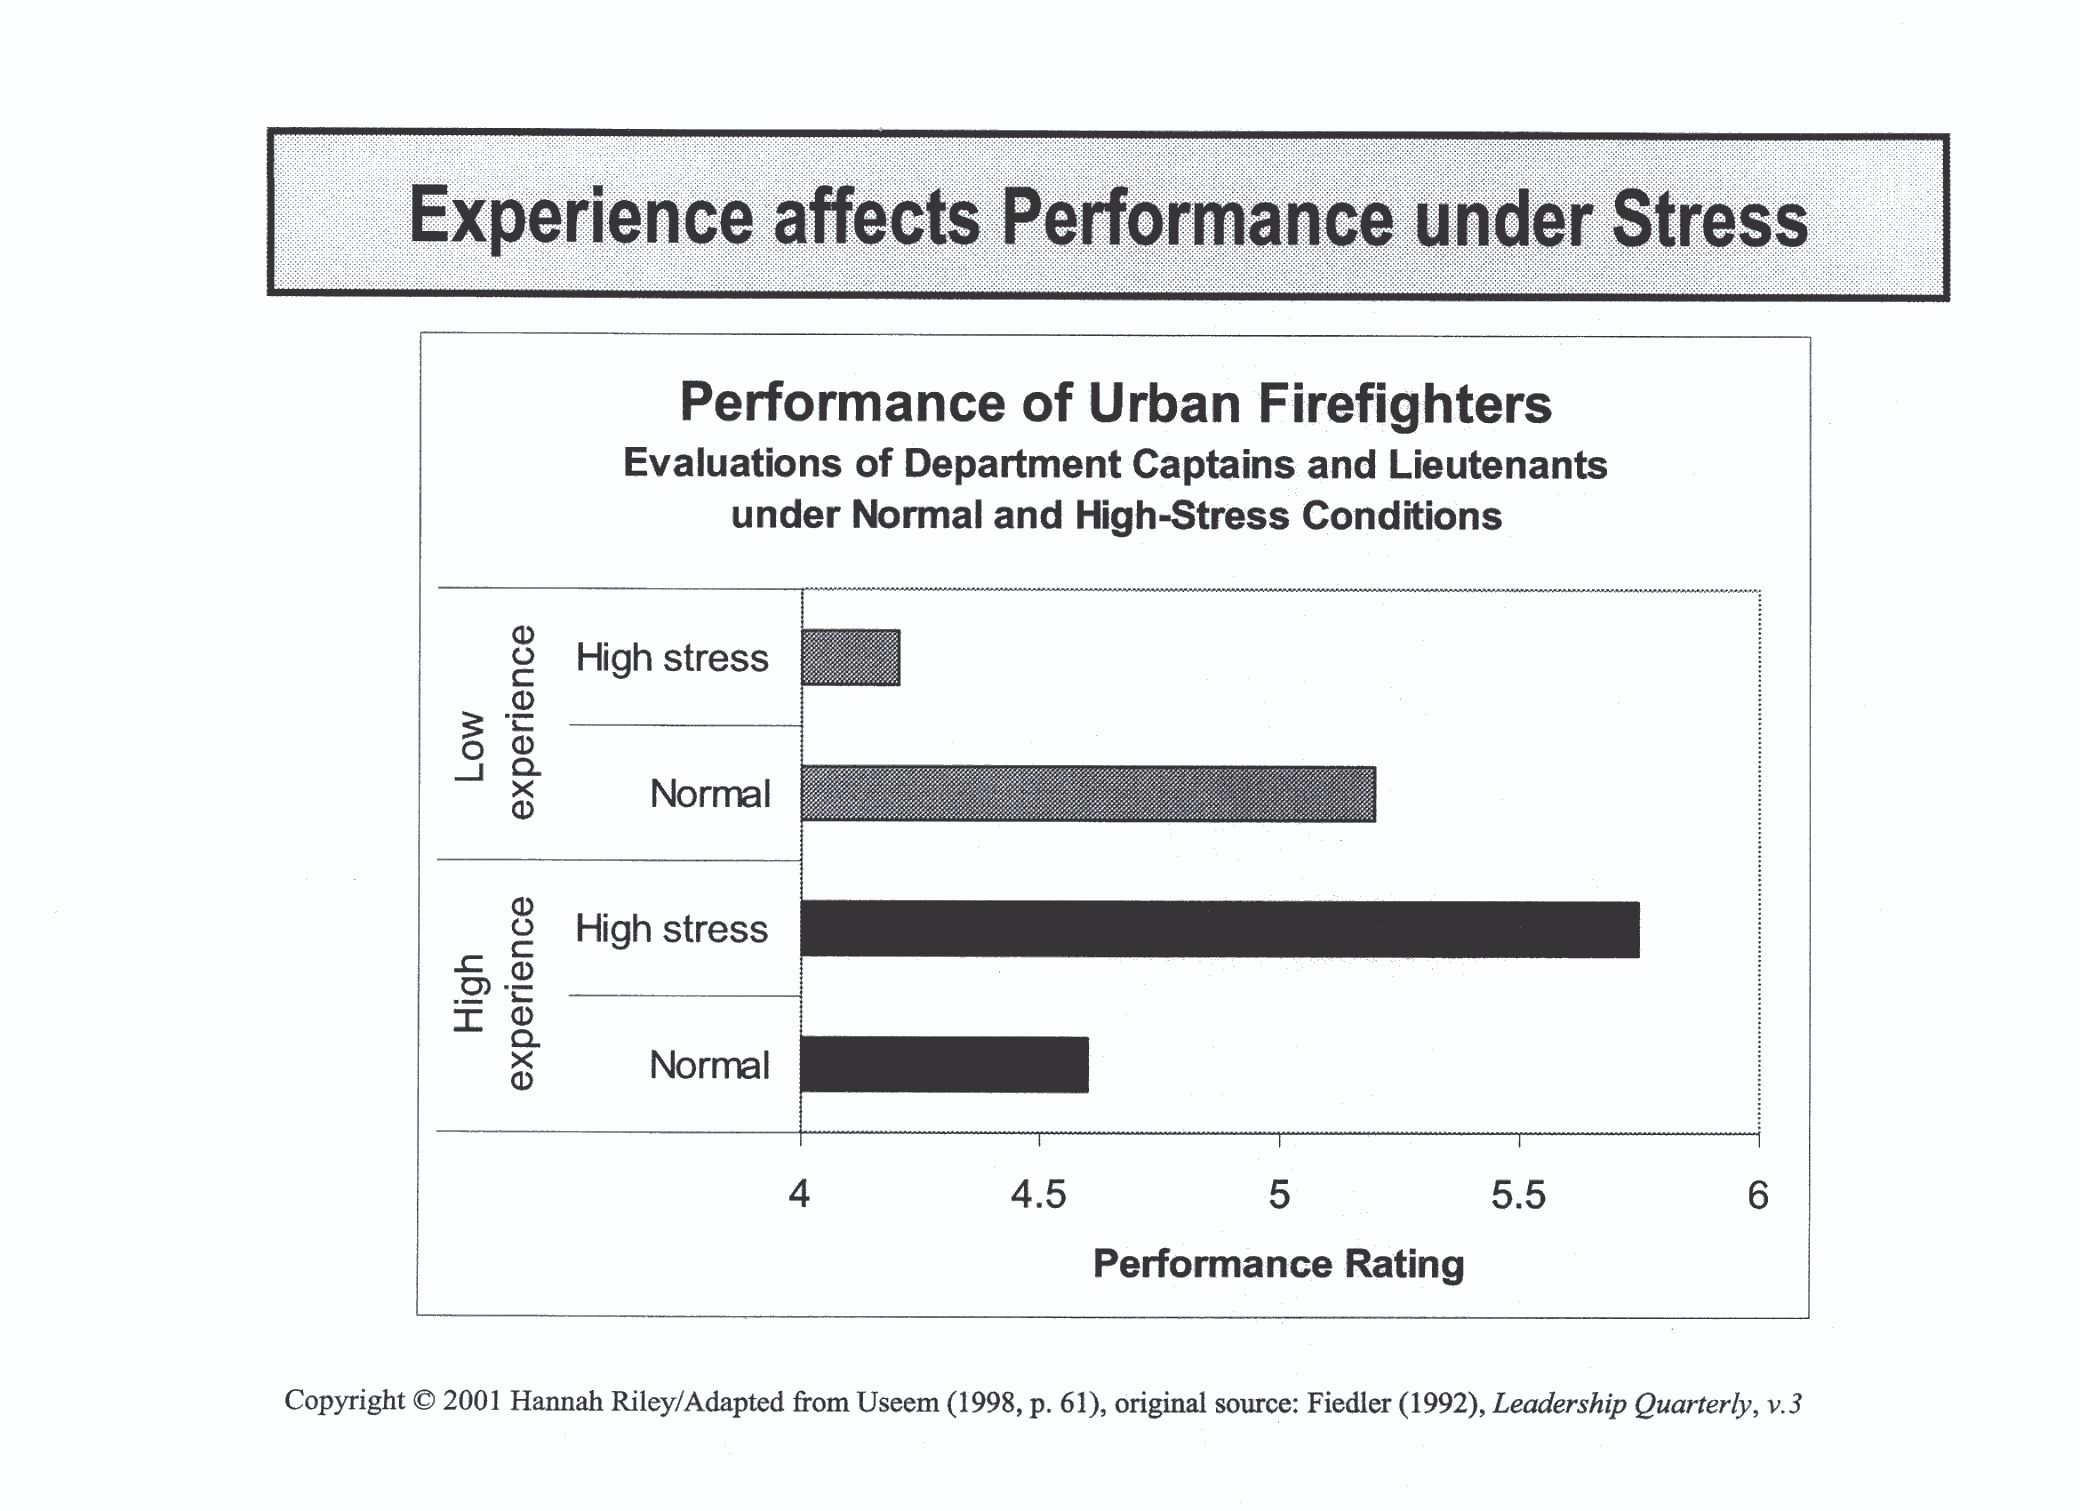 Experience affects Performance under Stress
Performance of Urban Firefighters
Evaluations of Department Captains and Lieutenants
under Normal and High-Stress Conditions
Low
experience
High stress
Normal
High
experience
High stress
Normal
4 4.5 5 5.5 6
Performance Rating
Copyright © 2001 Hannah Riley/Adapted from Useem (1998, p. 61), original source: Fiedler (1992), Leadership Quarterly, v.3